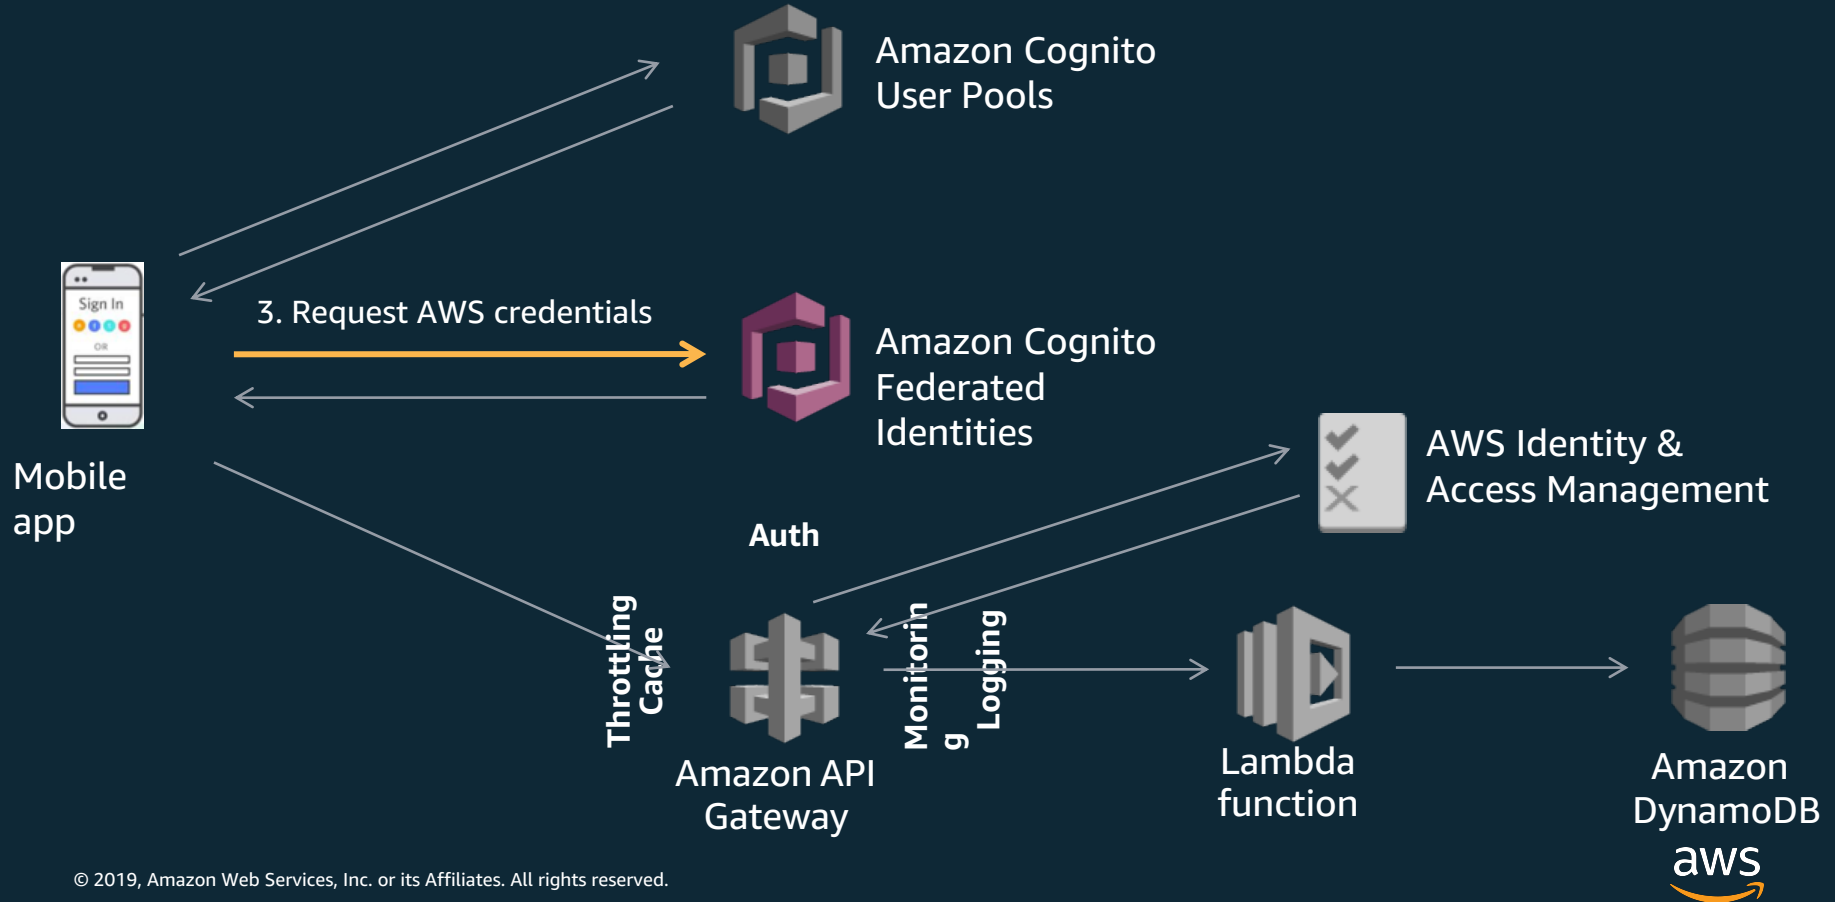 Amazon Cognito
User Pools
Sign In
OR
3. Request AWS credentials
Amazon Cognito
Federated
Identities
Mobile
app
AWS Identity &
Access Management
Auth
Throttling
Cache
Monitorin
g
Logging
Amazon API
Gateway
Lambda
function
Amazon
DynamoDB
© 2019, Amazon Web Services, Inc. or its Affiliates. All rights reserved.
aws